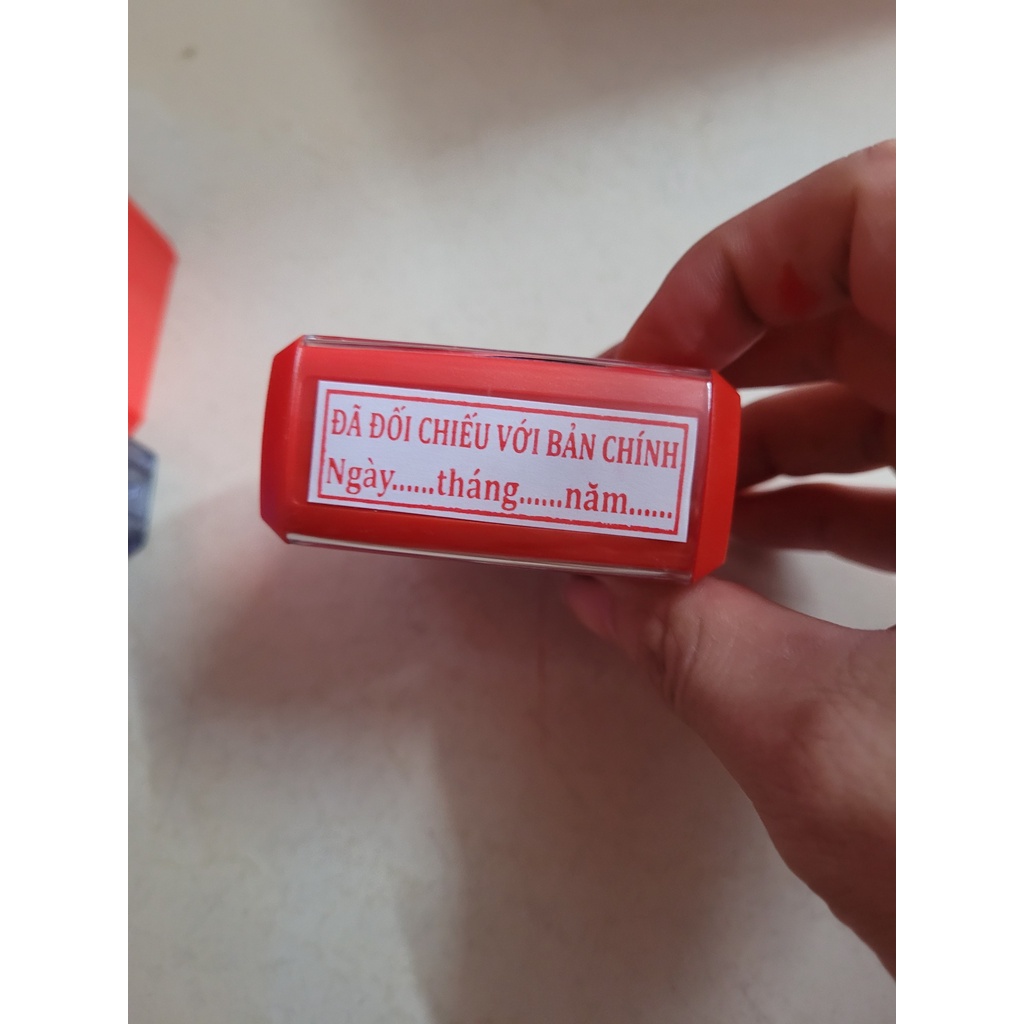 ĐÃ ĐỐI CHIẾU VỚI BẢN CHÍNH
Ngày......tháng......năm......